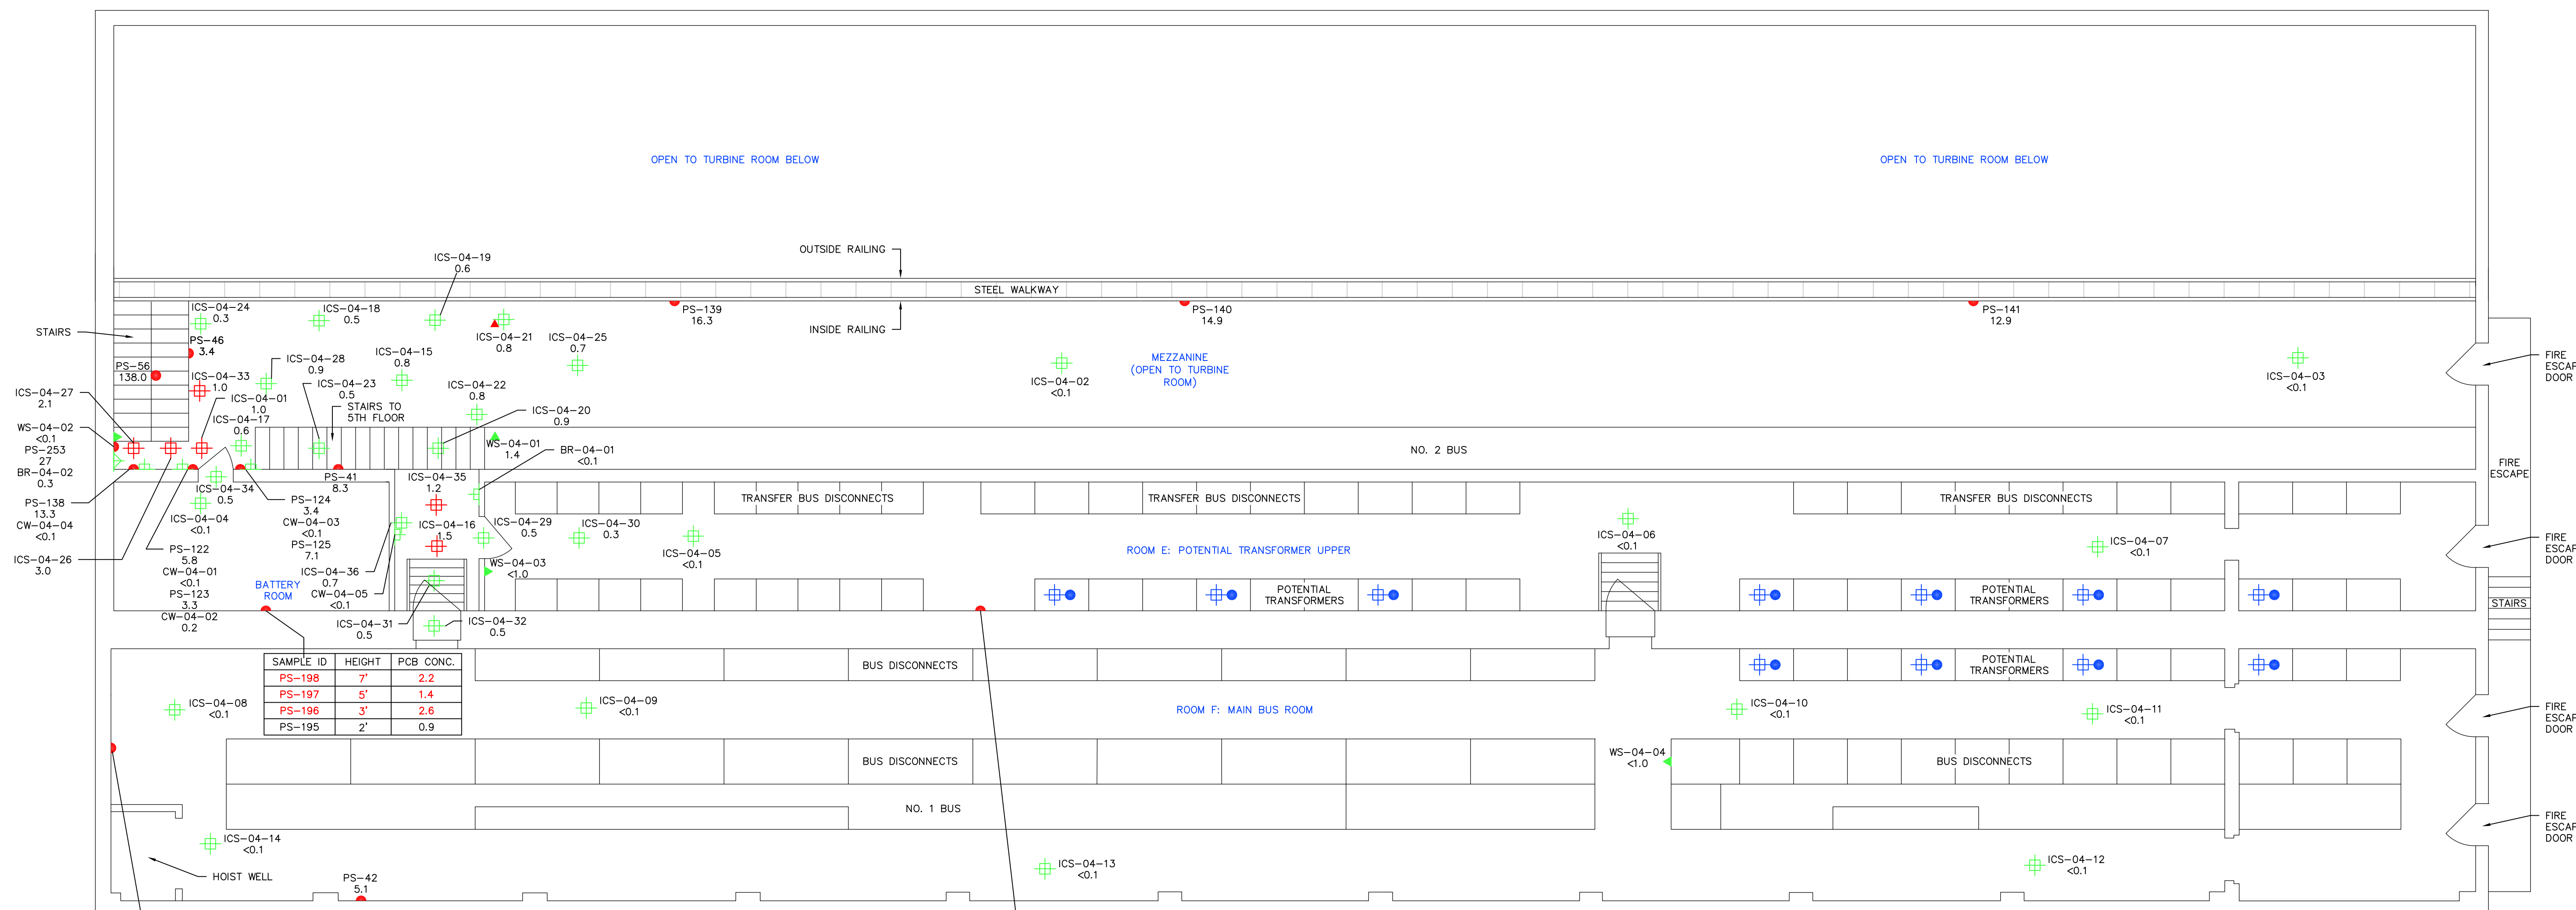 OPEN TO TURBINE ROOM BELOW
OPEN TO TURBINE ROOM BELOW
OUTSIDE RAILING
STEEL WALKWAY
INSIDE RAILING
ICS-04-19
0.6
ICS-04-24
0.3
ICS-04-18
0.5
STAIRS
PS-46
3.4
PS-56
138.0
ICS-04-33
1.0
ICS-04-28
0.9
ICS-04-15
0.8
ICS-04-21
0.8
ICS-04-25
0.7
PS-139
16.3
PS-140
14.9
PS-141
12.9
MEZZANINE
(OPEN TO TURBINE
ROOM)
ICS-04-02
<0.1
ICS-04-03
<0.1
FIRE
ESCAP
DOOR
ICS-04-27
2.1
ICS-04-01
1.0
ICS-04-23
0.5
STAIRS TO
5TH FLOOR
ICS-04-22
0.8
ICS-04-20
0.9
ICS-04-17
0.6
WS-04-02
<0.1
PS-253
27
BR-04-02
0.3
PS-138
13.3
CW-04-04
<0.1
ICS-04-26
3.0
WS-04-01
1.4
BR-04-01
<0.1
NO. 2 BUS
FIRE
ESCAPE
ICS-04-34
0.5
ICS-04-04
<0.1
PS-124
3.4
CW-04-03
<0.1
PS-125
7.1
PS-41
8.3
ICS-04-35
1.2
ICS-04-16
1.5
ICS-04-29
0.5
ICS-04-30
0.3
ICS-04-05
<0.1
TRANSFER BUS DISCONNECTS
TRANSFER BUS DISCONNECTS
TRANSFER BUS DISCONNECTS
ICS-04-06
<0.1
ICS-04-07
<0.1
ROOM E: POTENTIAL TRANSFORMER UPPER
FIRE
ESCAP
DOOR
PS-122
5.8
CW-04-01
<0.1
PS-123
3.3
CW-04-02
0.2
BATTERY
ROOM
ICS-04-36
0.7
CW-04-05
<0.1
WS-04-03
<1.0
ICS-04-31
0.5
ICS-04-32
0.5
POTENTIAL
TRANSFORMERS
POTENTIAL
TRANSFORMERS
STAIRS
SAMPLE ID HEIGHT PCB CONC.
PS-198 7' 2.2
PS-197 5' 1.4
PS-196 3' 2.6
PS-195 2' 0.9
BUS DISCONNECTS
POTENTIAL
TRANSFORMERS
ICS-04-08
<0.1
ICS-04-09
<0.1
ROOM F: MAIN BUS ROOM
ICS-04-10
<0.1
ICS-04-11
<0.1
FIRE
ESCAP
DOOR
BUS DISCONNECTS
WS-04-04
<1.0
BUS DISCONNECTS
NO. 1 BUS
FIRE
ESCAP
DOOR
ICS-04-14
<0.1
HOIST WELL
PS-42
5.1
ICS-04-13
<0.1
ICS-04-12
<0.1